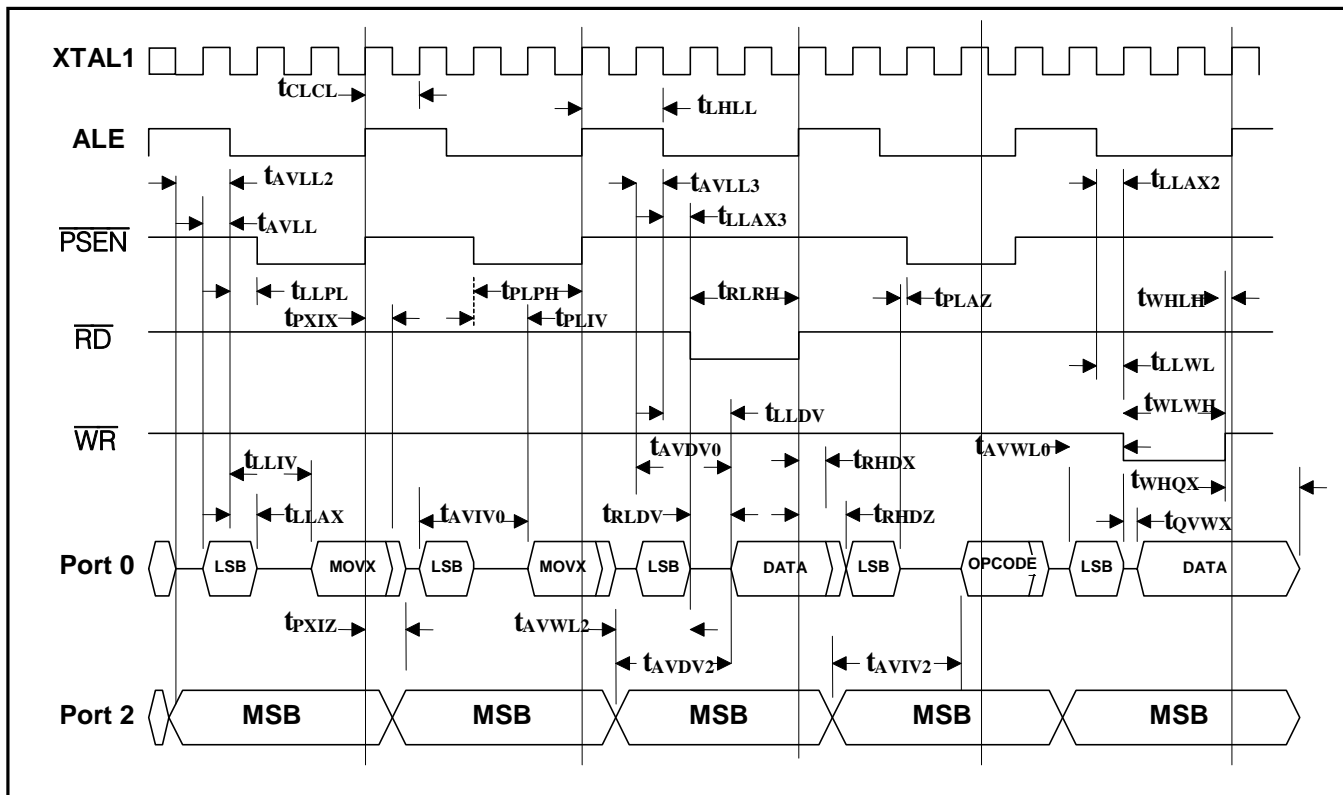 XTAL1
tCLCL
tLHLL
ALE
tAVLL2
tAVLL3
tLLAX2
tAVLL
tLLAX3
PSEN
tLLPL
tPLPH
tRLRH
tPLAZ
tWHLH
tPXIX
tPLIV
RD
tLLWL
tLLDV
tWLWH
WR
tAVDV0
tAVWL0
tLLIV
tRHDX
tWHQX
tLLAX
tAVIV0
tRLDV
tRHDZ
tQVWX
Port 0 LSB MOVX LSB MOVX LSB DATA LSB OPCODE LSB DATA
tPXIZ
tAVWL2
tAVDV2
tAVIV2
Port 2 MSB MSB MSB MSB MSB